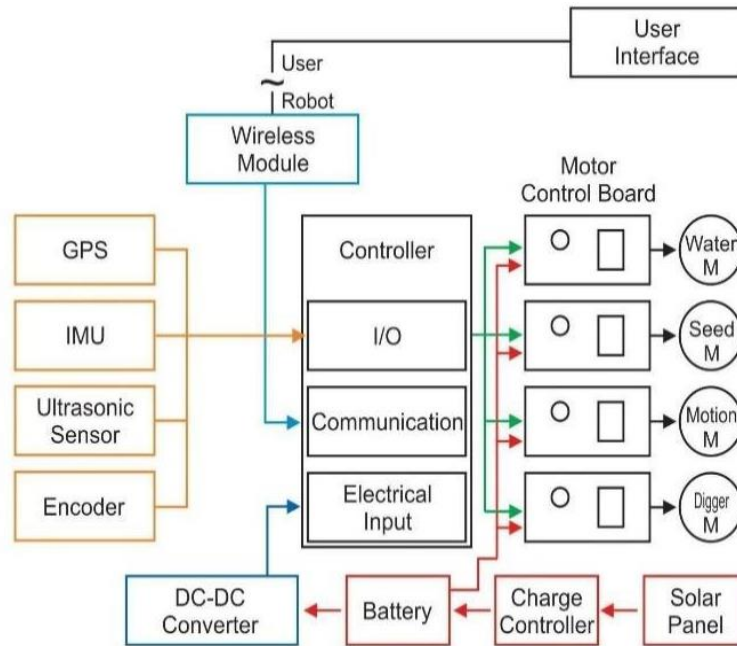 User
Interface
User
~
Robot
Wireless
Module
Motor
Control Board
GPS
IMU
Ultrasonic
Sensor
Encoder
Controller
I/O
Communication
Electrical
Input
Water
M
Seed
M
Motion
M
Digger
M
DC-DC
Converter
Battery
Charge
Controller
Solar
Panel